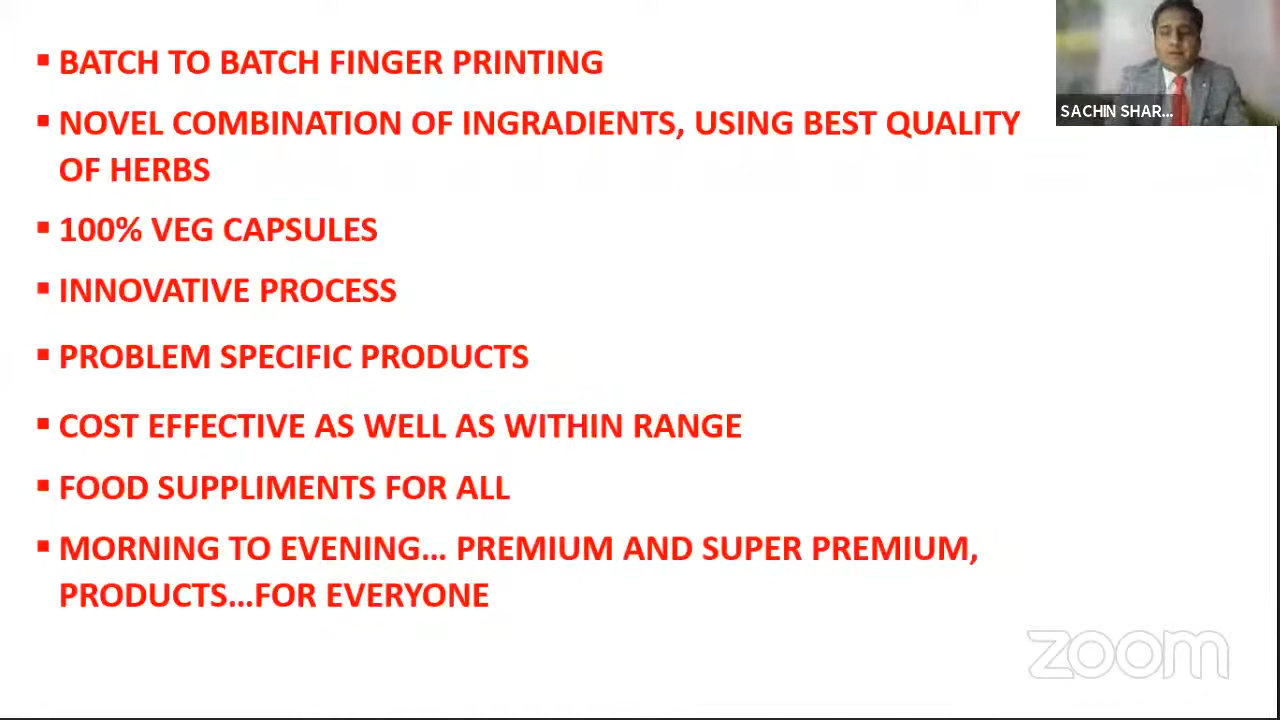 ▪ BATCH TO BATCH FINGER PRINTING
▪ NOVEL COMBINATION OF INGRADIENTS, USING BEST QUALITY
OF HERBS
▪ 100% VEG CAPSULES
▪ INNOVATIVE PROCESS
▪ PROBLEM SPECIFIC PRODUCTS
▪ COST EFFECTIVE AS WELL AS WITHIN RANGE
▪ FOOD SUPPLIMENTS FOR ALL
▪ MORNING TO EVENING... PREMIUM AND SUPER PREMIUM,
PRODUCTS...FOR EVERYONE
SACHIN SHAR...
zoom